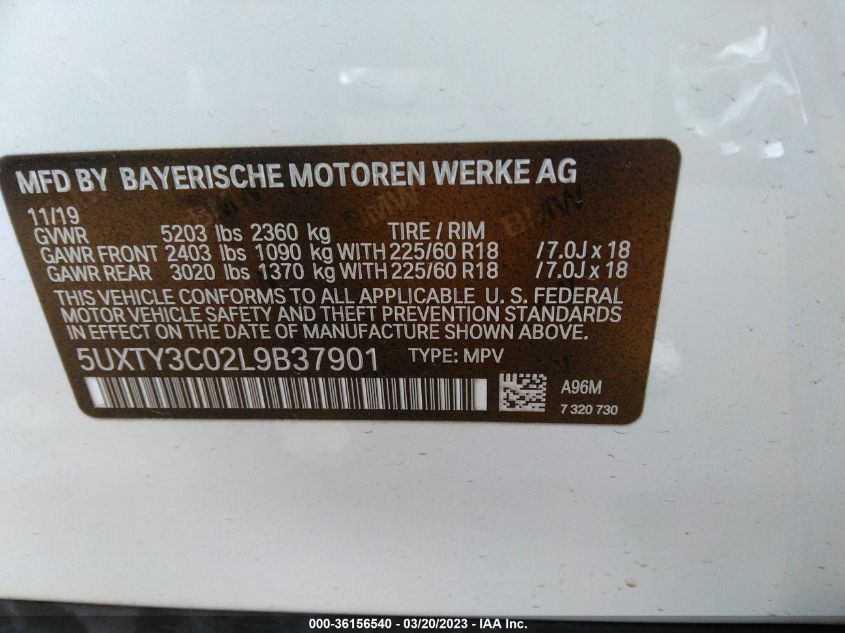 MFD BY BAYERISCHE MOTOREN WERKE AG
11/19
GVWR 5203 lbs 2360 kg TIRE / RIM
GAWR FRONT 2403 lbs 1090 kg WITH 225/60 R18 /7.0J x 18
GAWR REAR 3020 lbs 1370 kg WITH 225/60 R18 /7.0J x 18
THIS VEHICLE CONFORMS TO ALL APPLICABLE U. S. FEDERAL
MOTOR VEHICLE SAFETY AND THEFT PREVENTION STANDARDS
IN EFFECT ON THE DATE OF MANUFACTURE SHOWN ABOVE.
5UXTY3C02L9B37901 TYPE: MPV
A96M
7 320 730
000-36156540 - 03/20/2023 - IAA Inc.